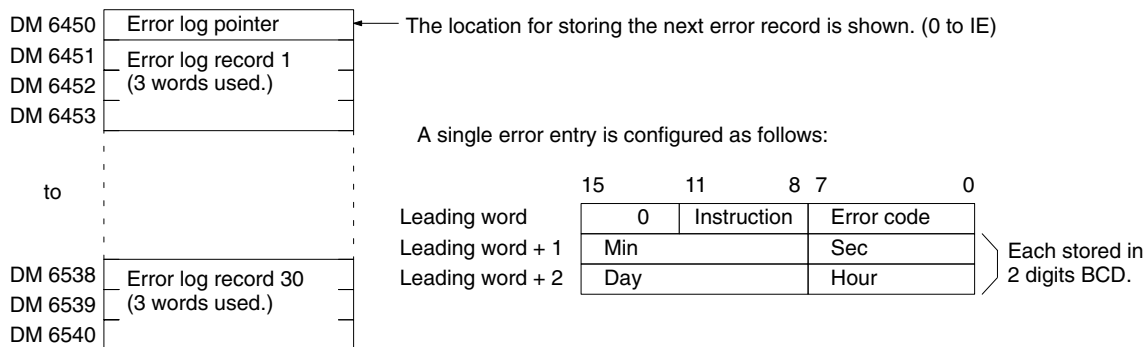 DM 6450 Error log pointer The location for storing the next error record is shown. (0 to IE)
DM 6451 Error log record 1
DM 6452 (3 words used.)
DM 6453
A single error entry is configured as follows:
to
15 11 8 7 0
Leading word 0 Instruction Error code
Leading word + 1 Min Sec
Leading word + 2 Day Hour
Each stored in
2 digits BCD.
DM 6538 Error log record 30
DM 6539 (3 words used.)
DM 6540